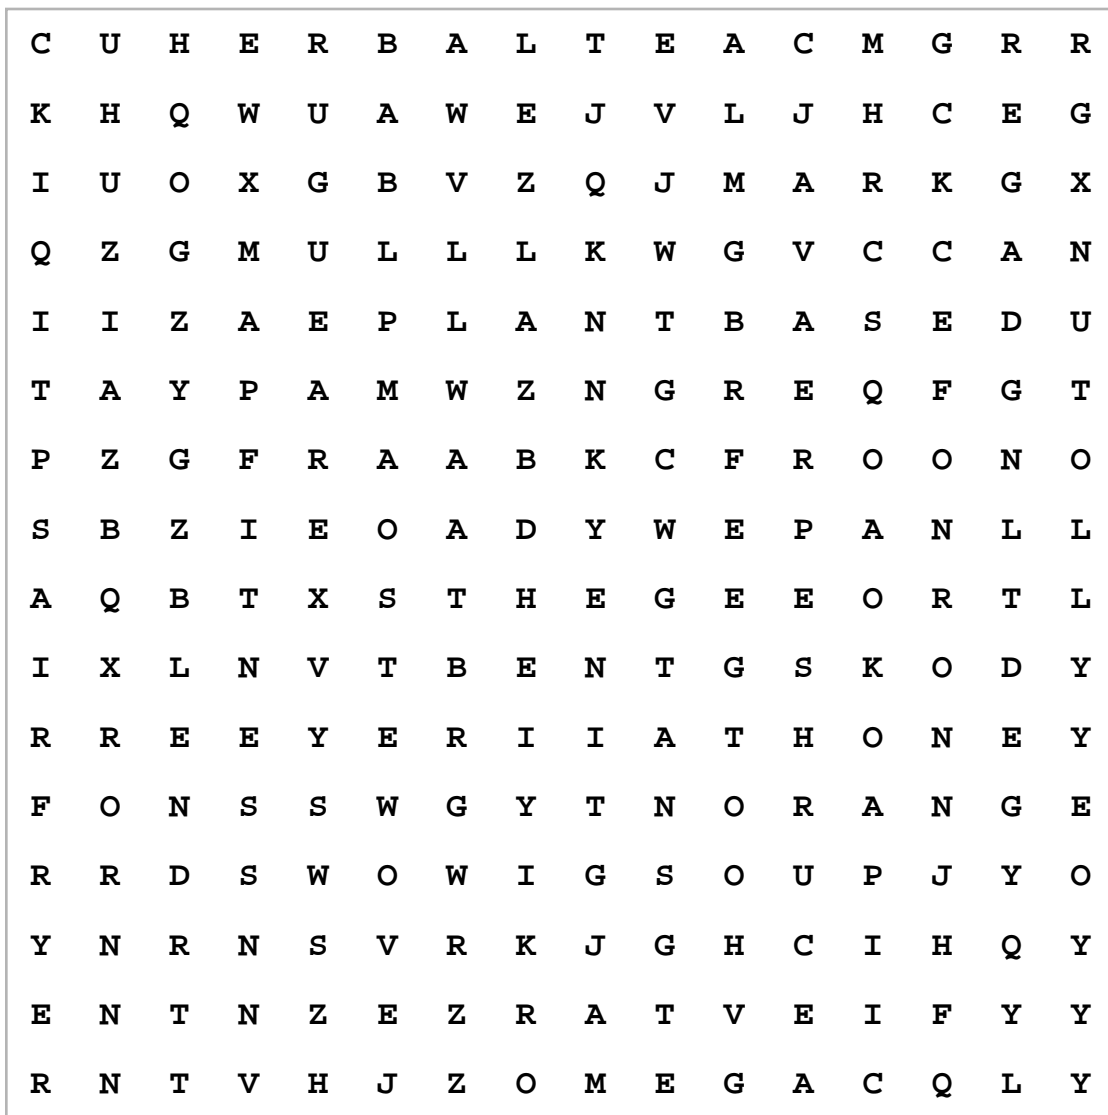 C U H E R B A L T E A C M G R R
K H Q W U A W E J V L J H C E G
I U O X G B V Z Q J M A R K G X
Q Z G M U L L L K W G V C C A N
I I Z A E P L A N T B A S E D U
T A Y P A M W Z N G R E Q F G T
P Z G F R A A B K C F R O O N O
S B Z I E O A D Y W E P A N L L
A Q B T X S T H E G E E O R T L
I X L N V T B E N T G S K O D Y
R R E E Y E R I I A T H O N E Y
F O N S S W G Y T N O R A N G E
R R D S W O W I G S O U P J Y O
Y N R N S V R K J G H C I H Q Y
E N T N Z E Z R A T V E I F Y Y
R N T V H J Z O M E G A C Q L Y